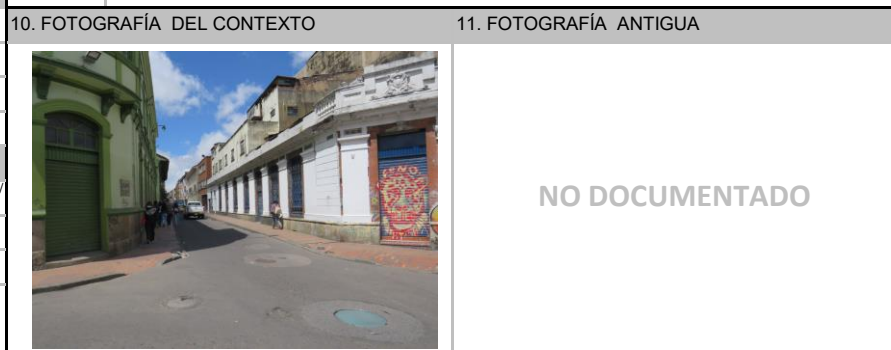 10. FOTOGRAFÍA DEL CONTEXTO
11. FOTOGRAFÍA ANTIGUA
NO DOCUMENTADO